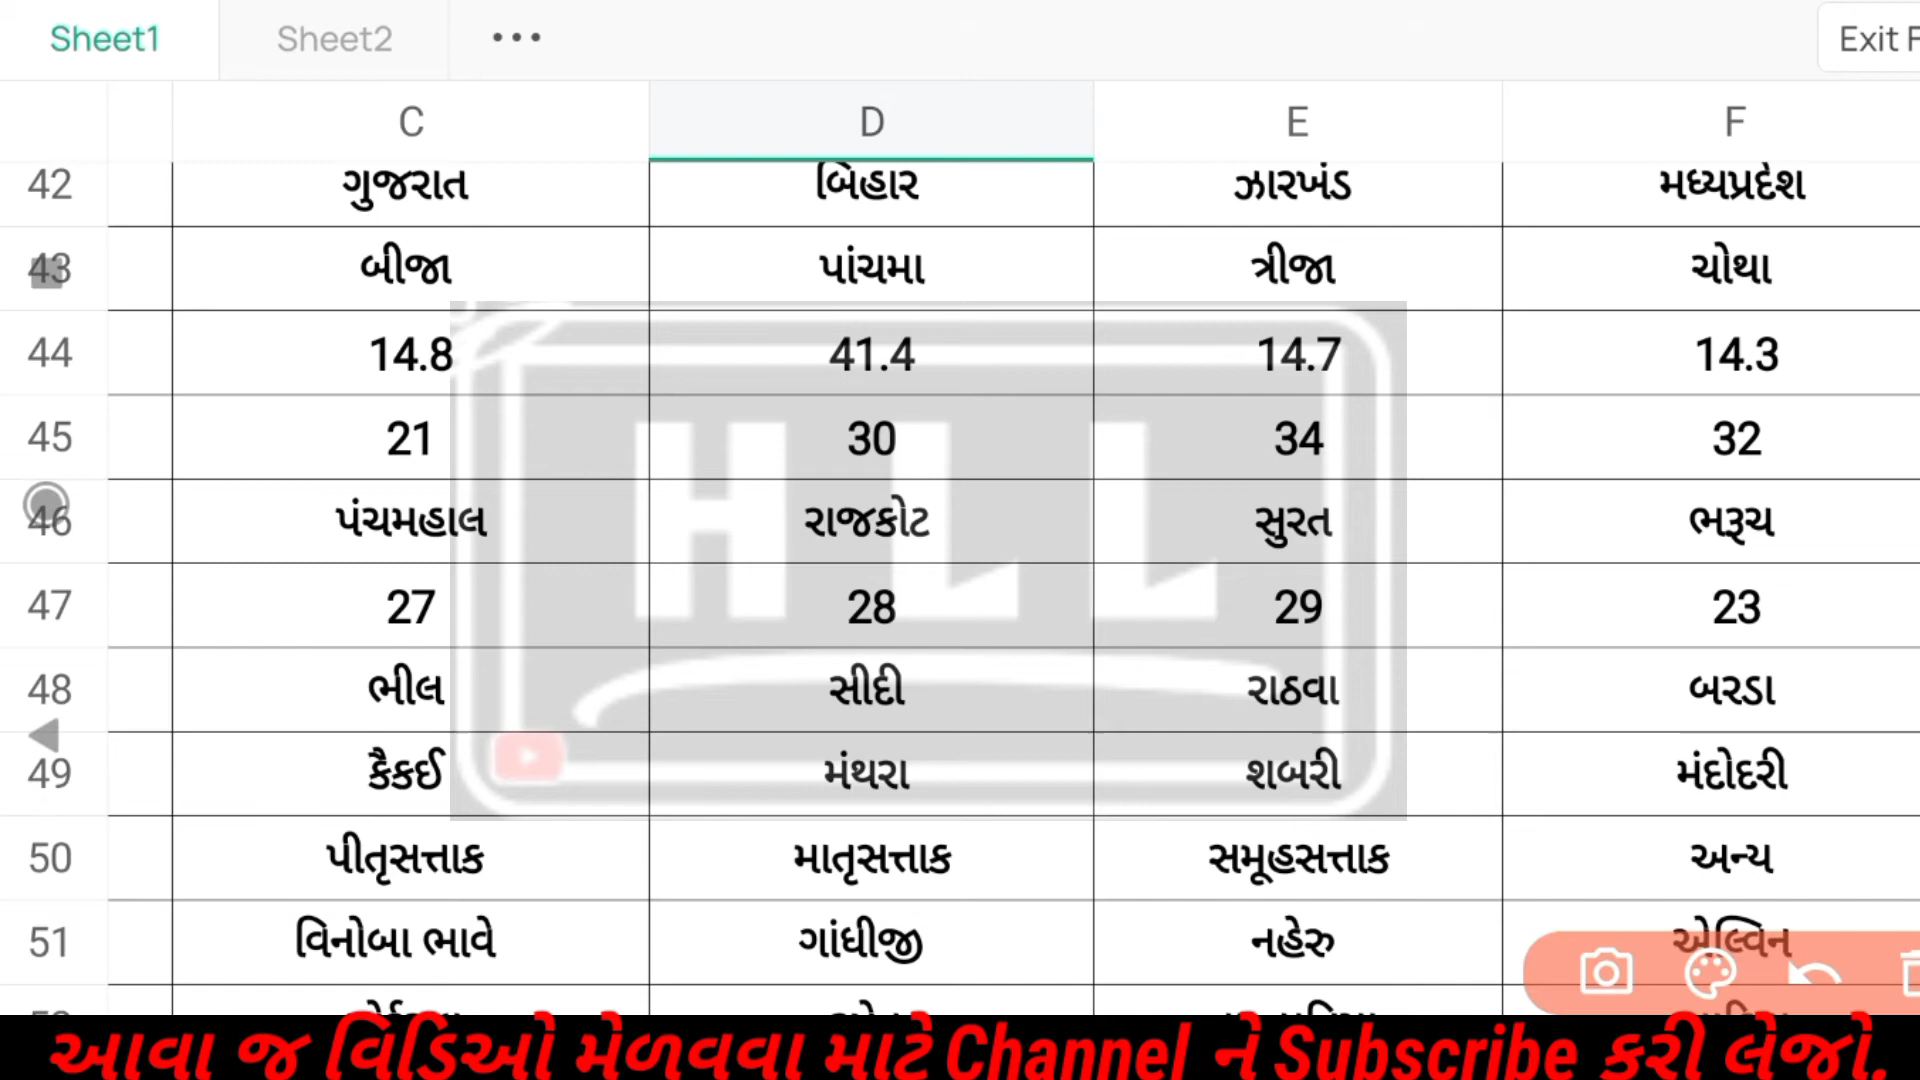 Sheet1 Sheet2 ••• Exit F
C D E F
42 ગુજરાત બિહાર ઝારખંડ મધ્યપ્રદેશ
43 બીજા પાંચમા ત્રીજા ચોથા
44 14.8 41.4 14.7 14.3
45 21 30 34 32
46 પંચમહાલ રાજકોટ સુરત ભરૂચ
47 27 28 29 23
48 ભીલ સીદી રાઠવા બરડા
49 કૈકઈ મંથરા શબરી મંદોદરી
50 પીતૃસત્તાક માતૃસત્તાક સમૂહસત્તાક અન્ય
51 વિનોબા ભાવે ગાંધીજી નહેરુ એલ્વિન
HLL
આવા જ વિડિઓ મેળવવા માટે Channel ને Subscribe કરી લેજો.